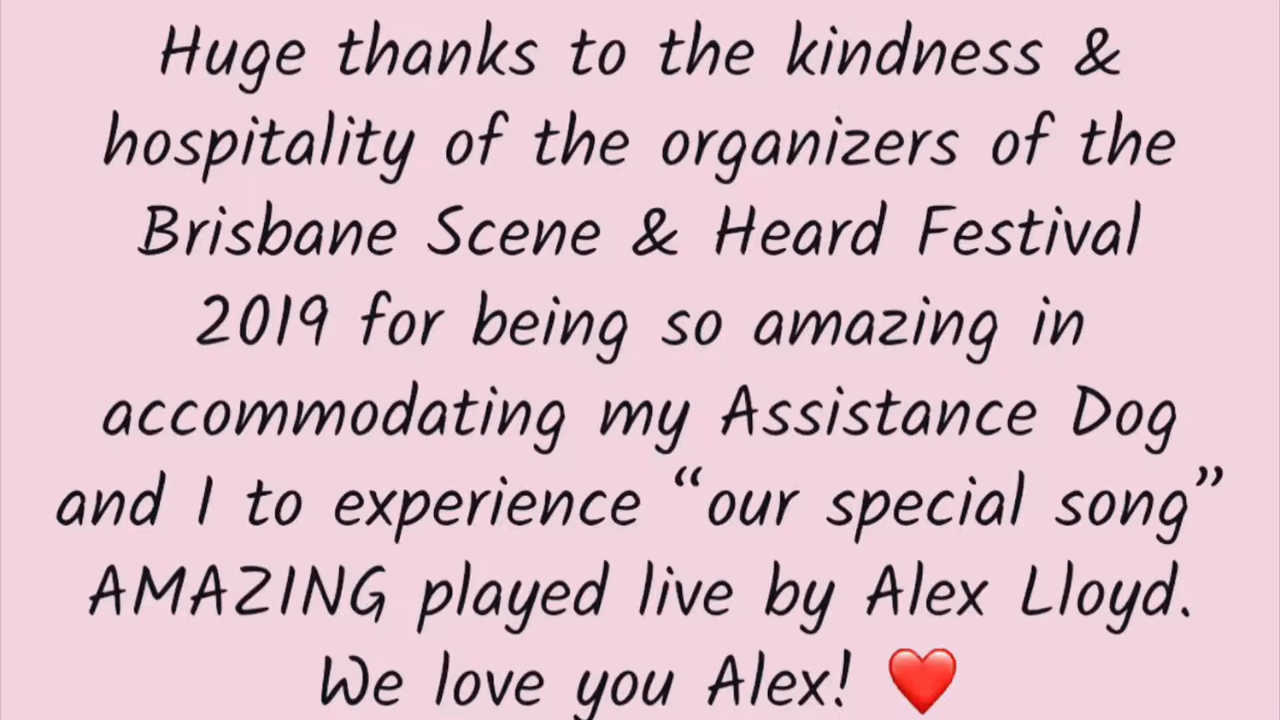 Huge thanks to the kindness &
hospitality of the organizers of the
Brisbane Scene & Heard Festival
2019 for being so amazing in
accommodating my Assistance Dog
and I to experience “our special song”
AMAZING played live by Alex Lloyd.
We love you Alex! ❤️